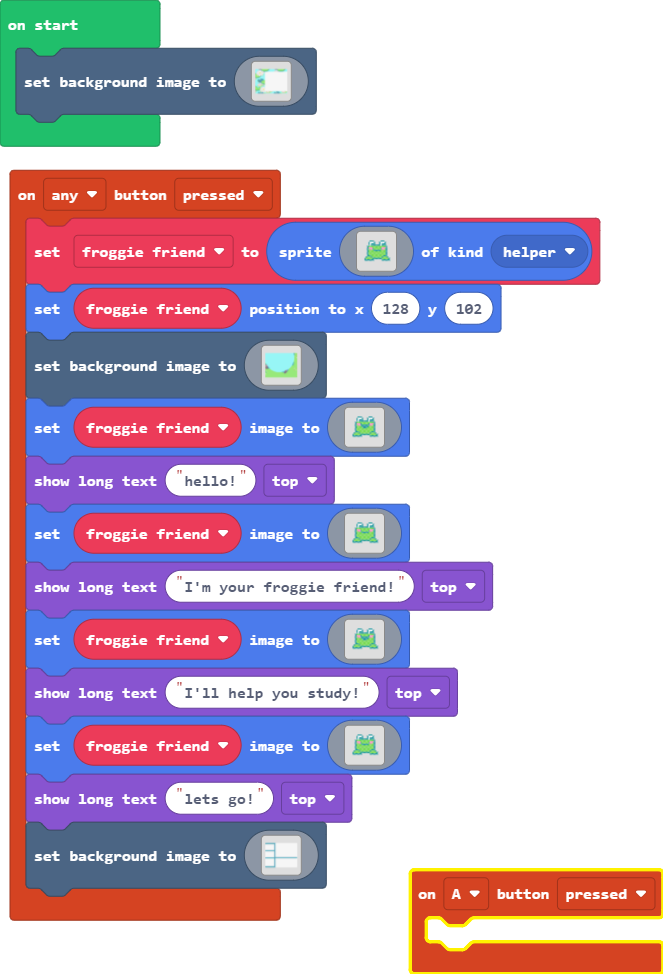 on start
set background image to
on any button pressed
set froggie friend to sprite of kind helper
set froggie friend position to x 128 y 102
set background image to
set froggie friend image to
show long text "hello!" top
set froggie friend image to
show long text "I'm your froggie friend!" top
set froggie friend image to
show long text "I'll help you study!" top
set froggie friend image to
show long text "lets go!" top
set background image to
on A button pressed